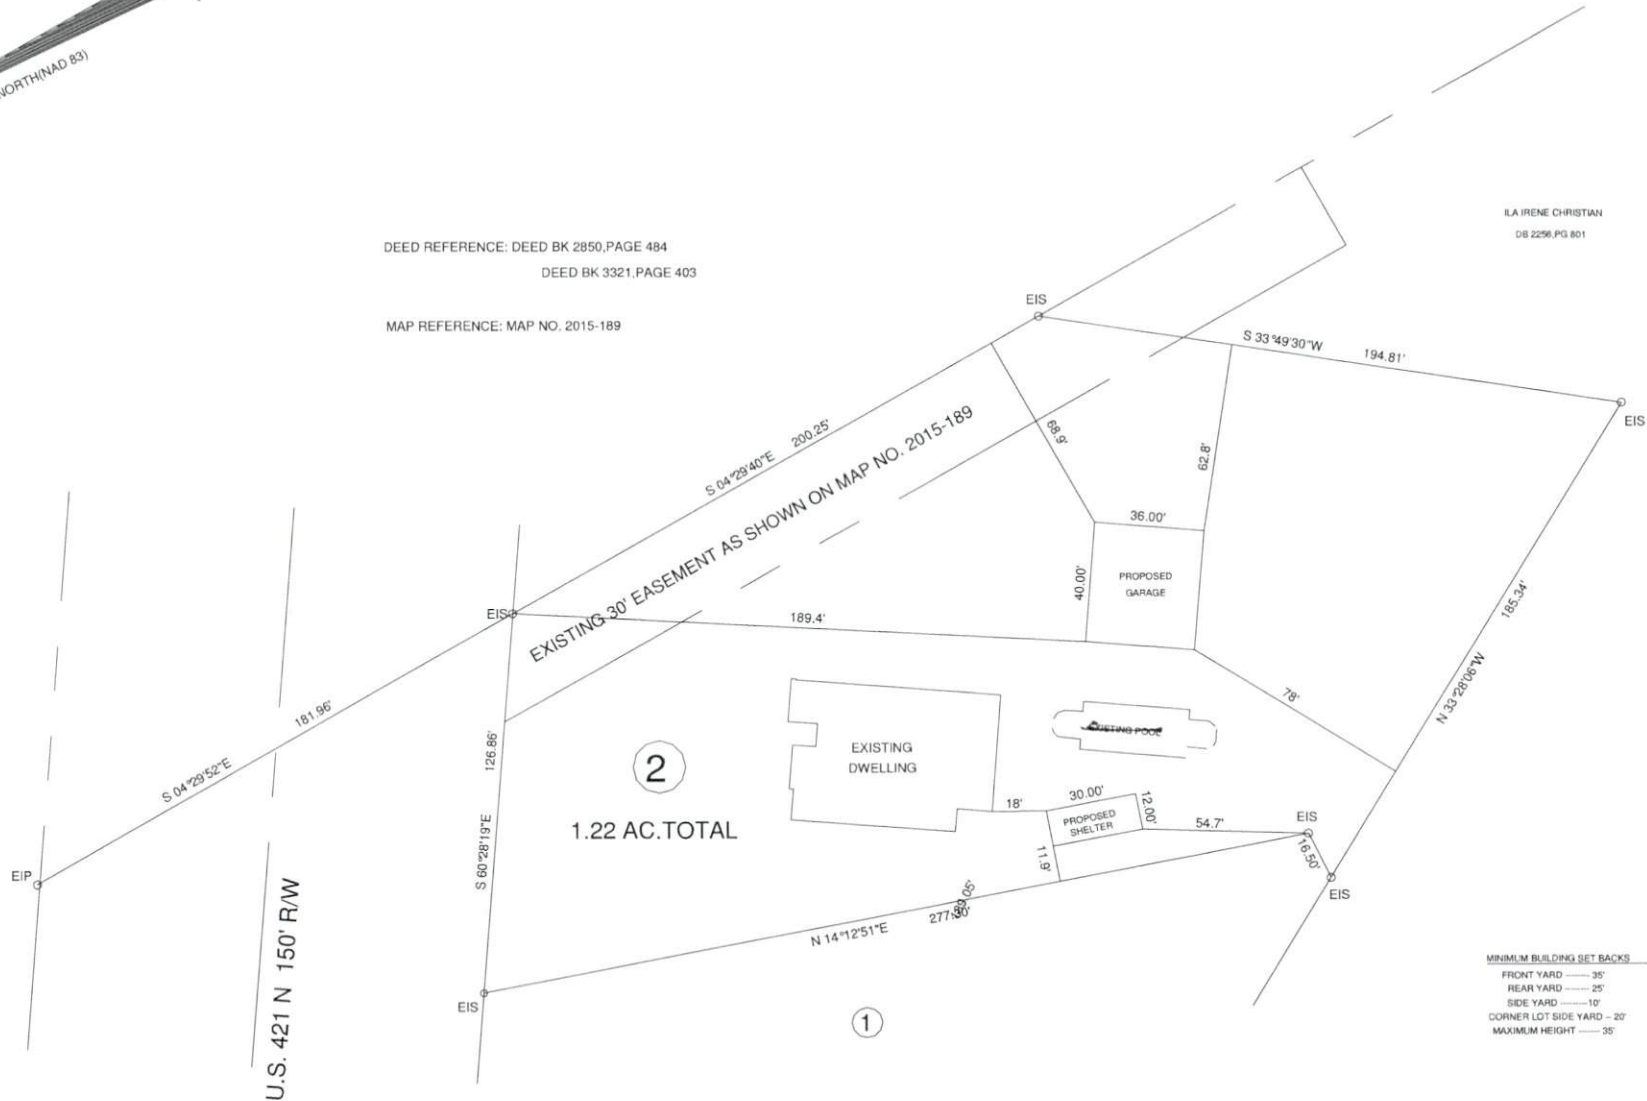 NORTH(NAD 83)
DEED REFERENCE: DEED BK 2850,PAGE 484
DEED BK 3321,PAGE 403
MAP REFERENCE: MAP NO. 2015-189
ILA IRENE CHRISTIAN
DB 2256,PG 801
EIS
S 33°49'30"W
194.81'
EIS
S 04°29'40"E
200.25'
EXISTING 30' EASEMENT AS SHOWN ON MAP NO. 2015-189
68.9'
62.8'
36.00'
40.00'
PROPOSED
GARAGE
EIS
189.4'
185.34'
N 33°28'06"W
78'
S 04°29'52"E
181.96'
126.86'
S 60°28'19"E
EXISTING
DWELLING
POOL
2
1.22 AC.TOTAL
18'
30.00'
12.00'
PROPOSED
SHELTER
54.7'
EIS
16.50'
11.9'
EIS
EIP
N 14°12'51"E
277.30'
EIS
U.S. 421 N 150' R/W
1
MINIMUM BUILDING SET BACKS
FRONT YARD -------- 35'
REAR YARD -------- 25'
SIDE YARD --------10'
CORNER LOT SIDE YARD -- 20'
MAXIMUM HEIGHT ------- 35'